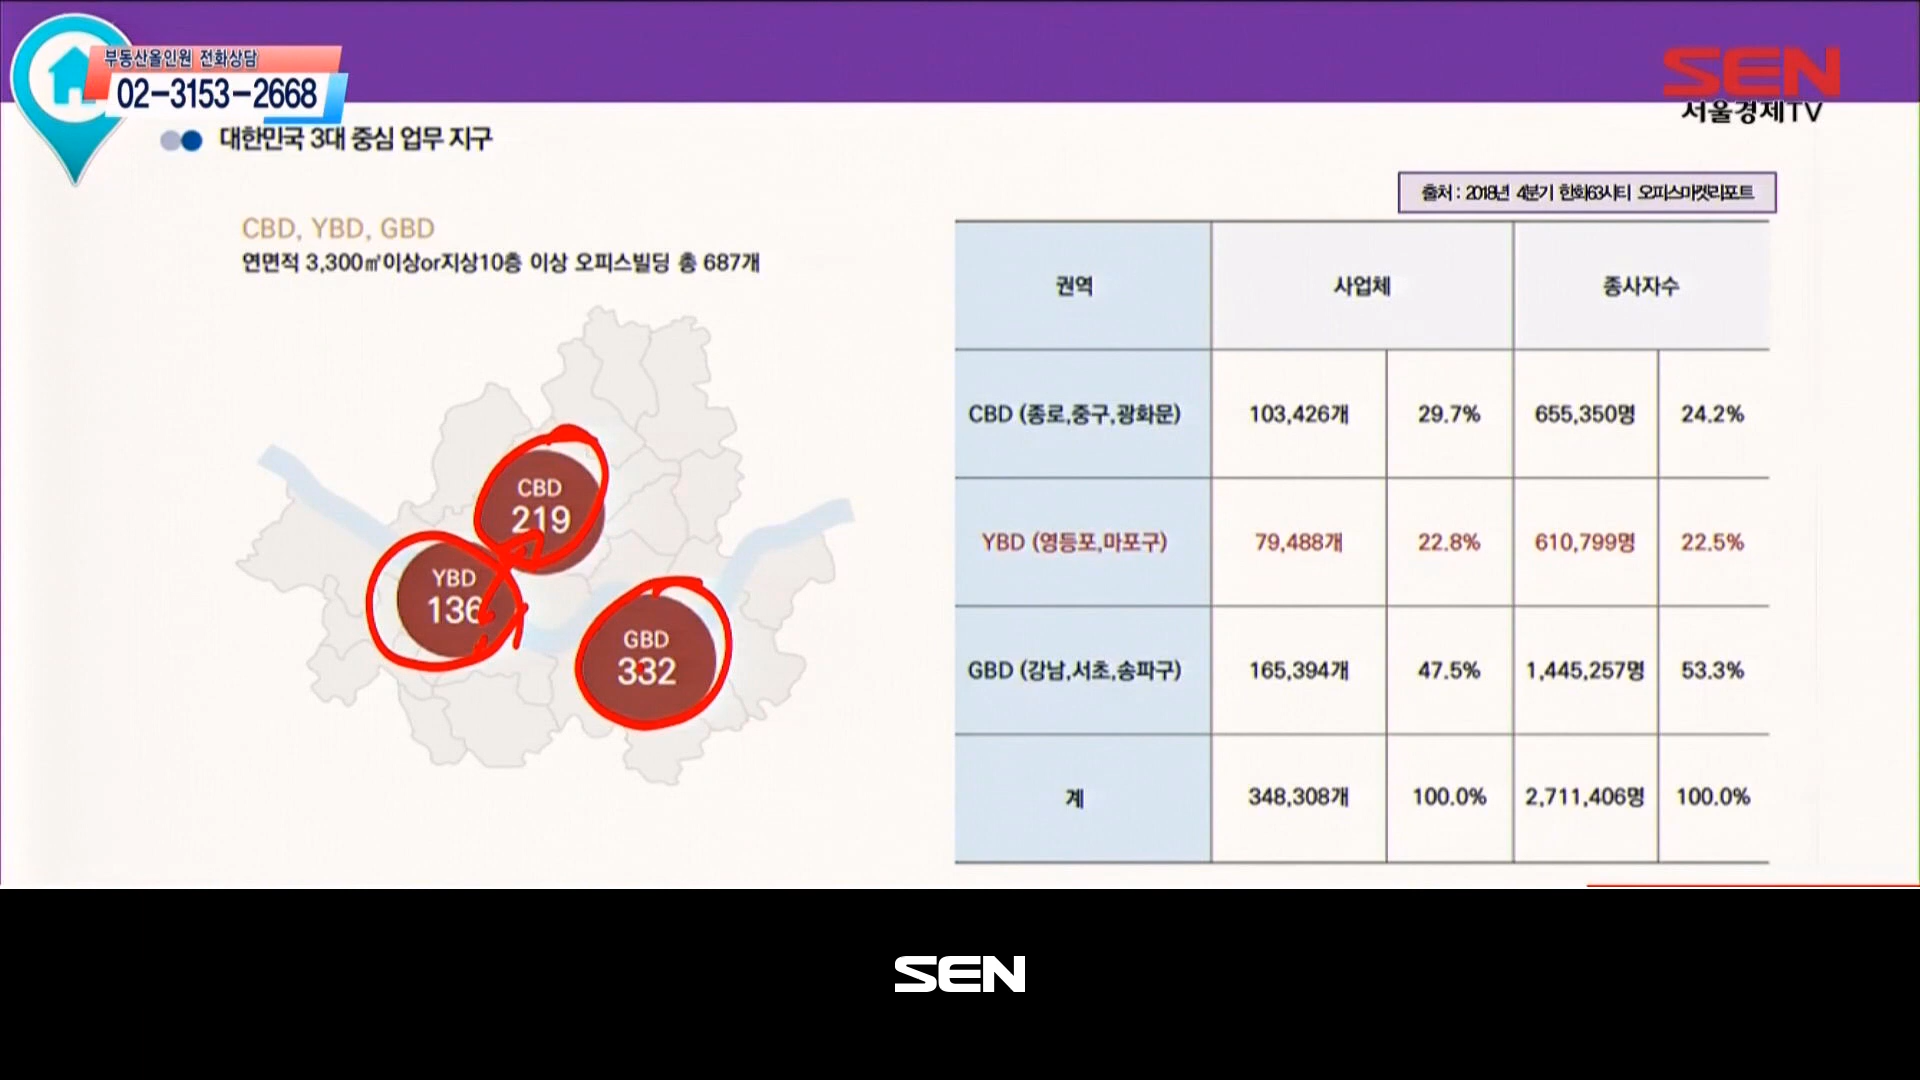 부동산올인원 전화상담
02-3153-2668
SEN
서울경제TV
대한민국 3대 중심 업무 지구
출처 : 2018년 4분기 한화63시티 오피스마켓리포트
CBD, YBD, GBD
연면적 3,300㎡이상or지상10층 이상 오피스빌딩 총 687개
CBD
219
YBD
136
GBD
332
권역 사업체 종사자수
CBD (종로,중구,광화문) 103,426개 29.7% 655,350명 24.2%
YBD (영등포,마포구) 79,488개 22.8% 610,799명 22.5%
GBD (강남,서초,송파구) 165,394개 47.5% 1,445,257명 53.3%
계 348,308개 100.0% 2,711,406명 100.0%
SEN